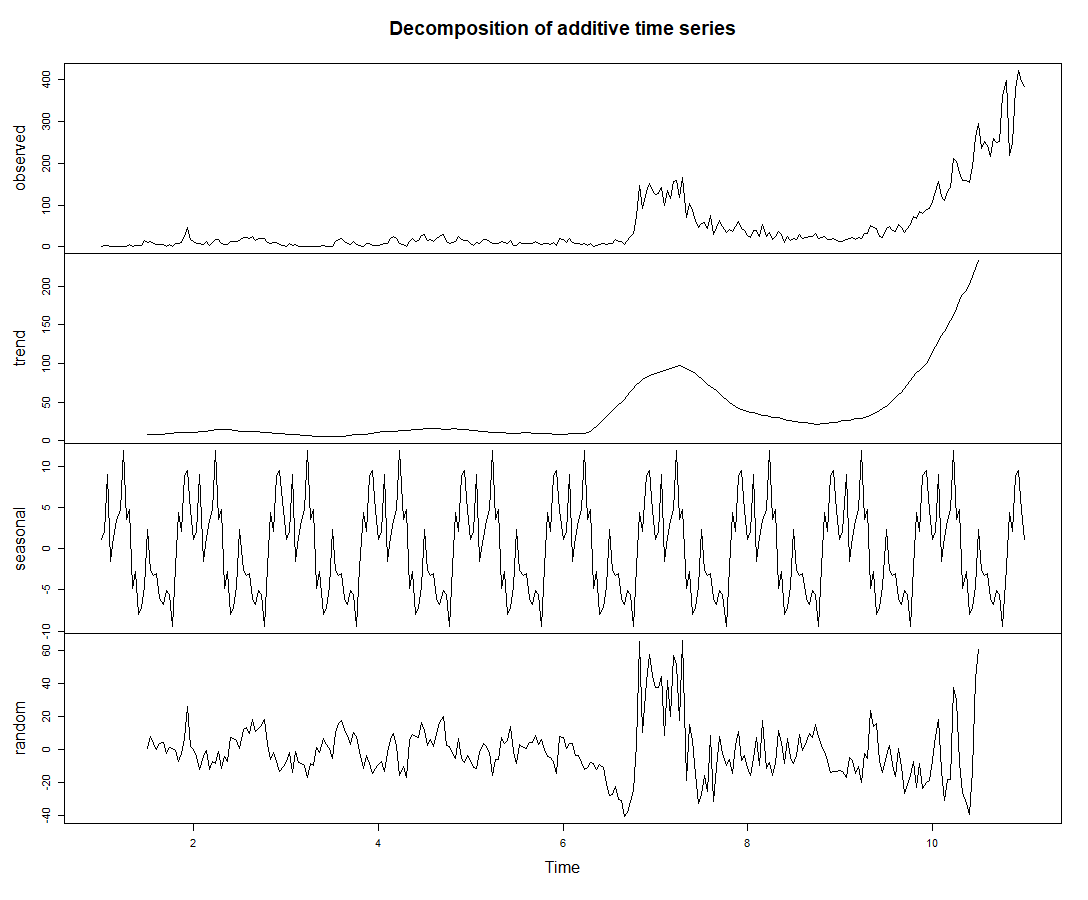 Decomposition of additive time series
observed
0 100 200 300 400
trend
0 50 100 150 200
seasonal
-10 -5 0 5 10
random
-40 -20 0 20 40 60
2 4 6 8 10
Time